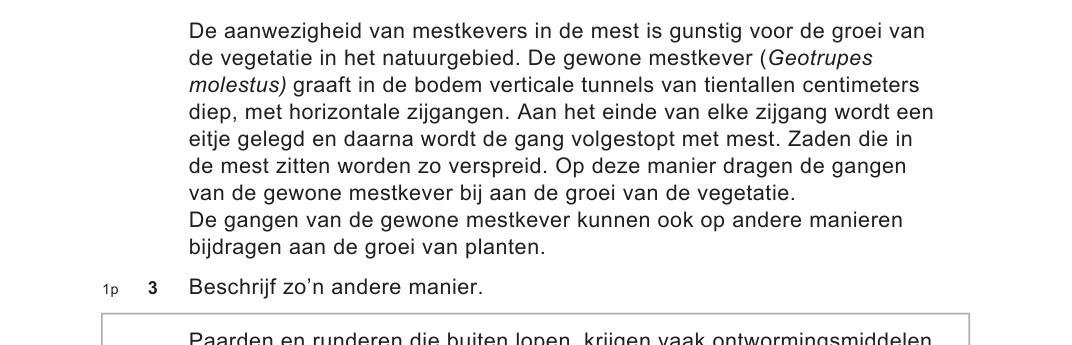 De aanwezigheid van mestkevers in de mest is gunstig voor de groei van
de vegetatie in het natuurgebied. De gewone mestkever (Geotrupes
molestus) graaft in de bodem verticale tunnels van tientallen centimeters
diep, met horizontale zijgangen. Aan het einde van elke zijgang wordt een
eitje gelegd en daarna wordt de gang volgestopt met mest. Zaden die in
de mest zitten worden zo verspreid. Op deze manier dragen de gangen
van de gewone mestkever bij aan de groei van de vegetatie.
De gangen van de gewone mestkever kunnen ook op andere manieren
bijdragen aan de groei van planten.
1p 3 Beschrijf zo’n andere manier.
Paarden en runderen die buiten lopen, krijgen vaak ontwormingsmiddelen